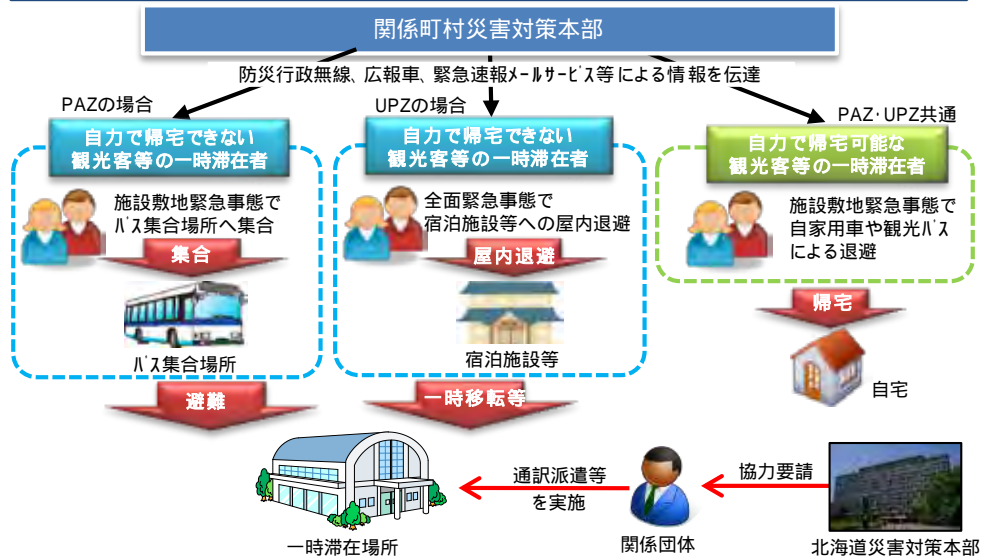 関係町村災害対策本部
防災行政無線、広報車、緊急速報ﾒｰﾙｻｰﾋﾞｽ等による情報を伝達
PAZの場合
自力で帰宅できない
観光客等の一時滞在者
施設敷地緊急事態で
ﾊﾞｽ集合場所へ集合
集合
ﾊﾞｽ集合場所
避難
UPZの場合
自力で帰宅できない
観光客等の一時滞在者
全面緊急事態で
宿泊施設等への屋内退避
屋内退避
宿泊施設等
一時移転等
PAZ･UPZ共通
自力で帰宅可能な
観光客等の一時滞在者
施設敷地緊急事態で
自家用車や観光ﾊﾞｽ
による退避
帰宅
自宅
一時滞在場所
通訳派遣等
を実施
関係団体
協力要請
北海道災害対策本部